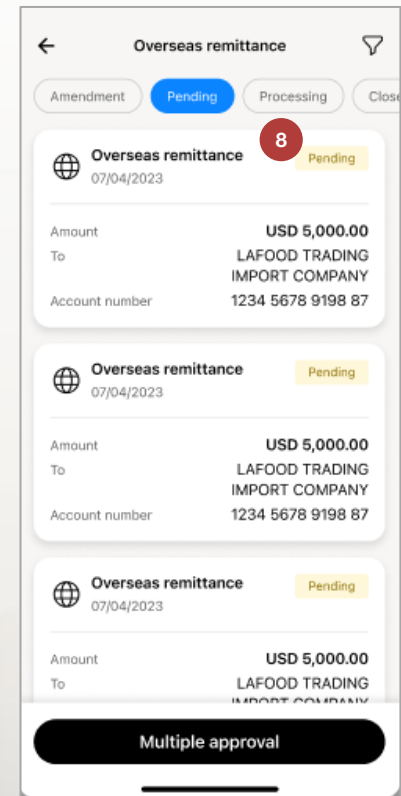 Overseas remittance
Amendment Pending Processing Close
8
Overseas remittance Pending
07/04/2023
Amount USD 5,000.00
To LAFOOD TRADING
IMPORT COMPANY
Account number 1234 5678 9198 87
Overseas remittance Pending
07/04/2023
Amount USD 5,000.00
To LAFOOD TRADING
IMPORT COMPANY
Account number 1234 5678 9198 87
Overseas remittance Pending
07/04/2023
Amount USD 5,000.00
To LAFOOD TRADING
IMPORT COMPANY
Multiple approval